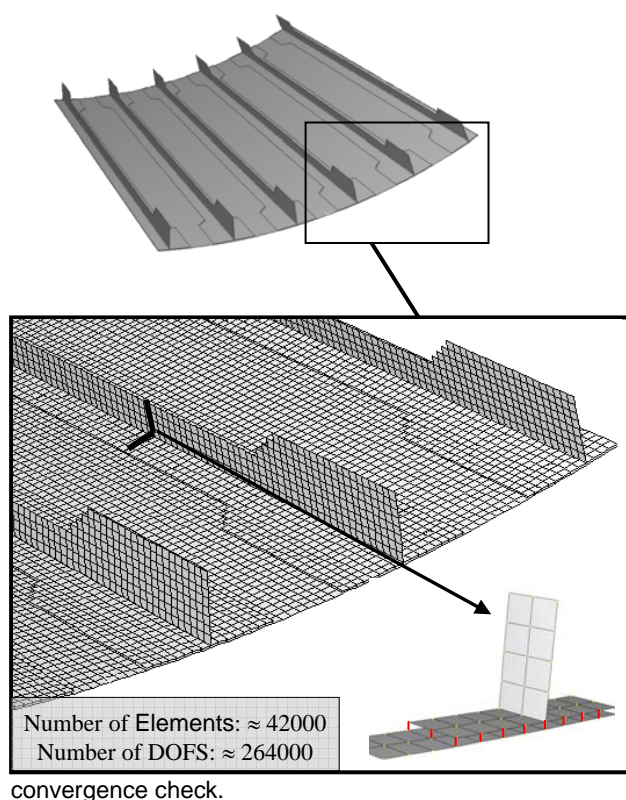 Number of Elements: ≈ 42000
Number of DOFS: ≈ 264000
convergence check.